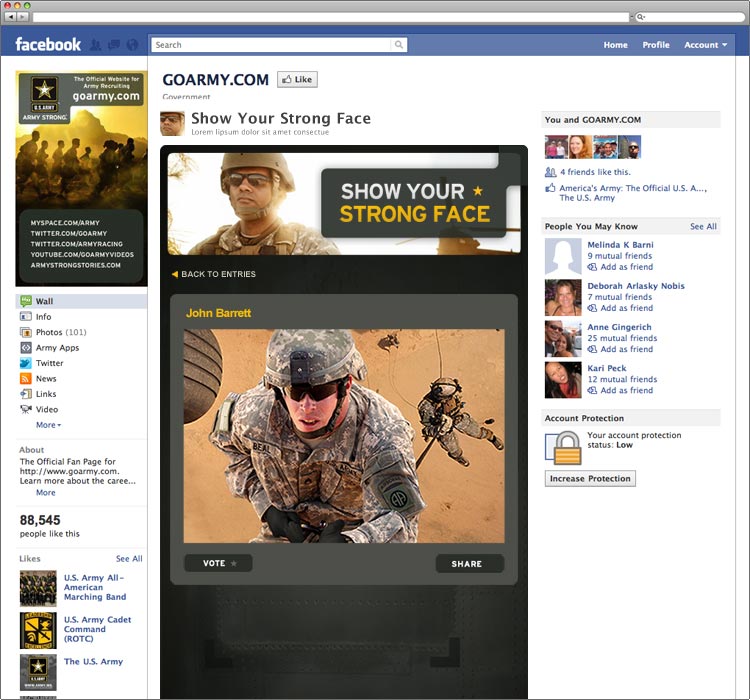 facebook
Search
Home Profile Account
The Official Website for
Army Recruiting
goarmy.com
U.S. ARMY
ARMY STRONG
MYSPACE.COM/ARMY
TWITTER.COM/GOARMY
TWITTER.COM/ARMYRACING
YOUTUBE.COM/GOARMYVIDEOS
ARMYSTRONGSTORIES.COM
Wall
Info
Photos (101)
Army Apps
Twitter
News
Links
Video
More
About
The Official Fan Page for
http://www.goarmy.com.
Learn more about the caree...
More
88,545
people like this
Likes See All
U.S. Army All-
American
Marching Band
U.S. Army Cadet
Command
(ROTC)
The U.S. Army
GOARMY.COM
Like
Government
Show Your Strong Face
Lorem lipsum dolor sit amet consectue
SHOW YOUR
STRONG FACE
BACK TO ENTRIES
John Barrett
BEAL
VOTE
SHARE
You and GOARMY.COM
4 friends like this.
America's Army: The Official U.S. A...,
The U.S. Army
People You May Know See All
Melinda K Barni
9 mutual friends
Add as friend
Deborah Arlasky Nobis
7 mutual friends
Add as friend
Anne Gingerich
25 mutual friends
Add as friend
Kari Peck
12 mutual friends
Add as friend
Account Protection
Your account protection
status: Low
Increase Protection